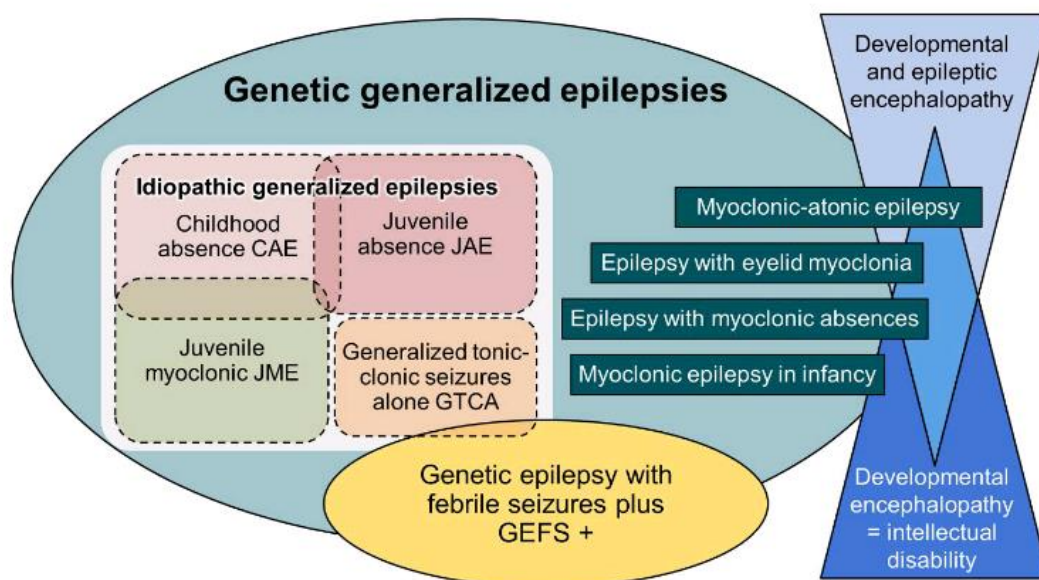 Genetic generalized epilepsies
Idiopathic generalized epilepsies
Childhood
absence CAE
Juvenile
absence JAE
Juvenile
myoclonic JME
Generalized tonic-
clonic seizures
alone GTCA
Genetic epilepsy with
febrile seizures plus
GEFS +
Myoclonic-atonic epilepsy
Epilepsy with eyelid myoclonia
Epilepsy with myoclonic absences
Myoclonic epilepsy in infancy
Developmental
and epileptic
encephalopathy
Developmental
encephalopathy
= intellectual
disability